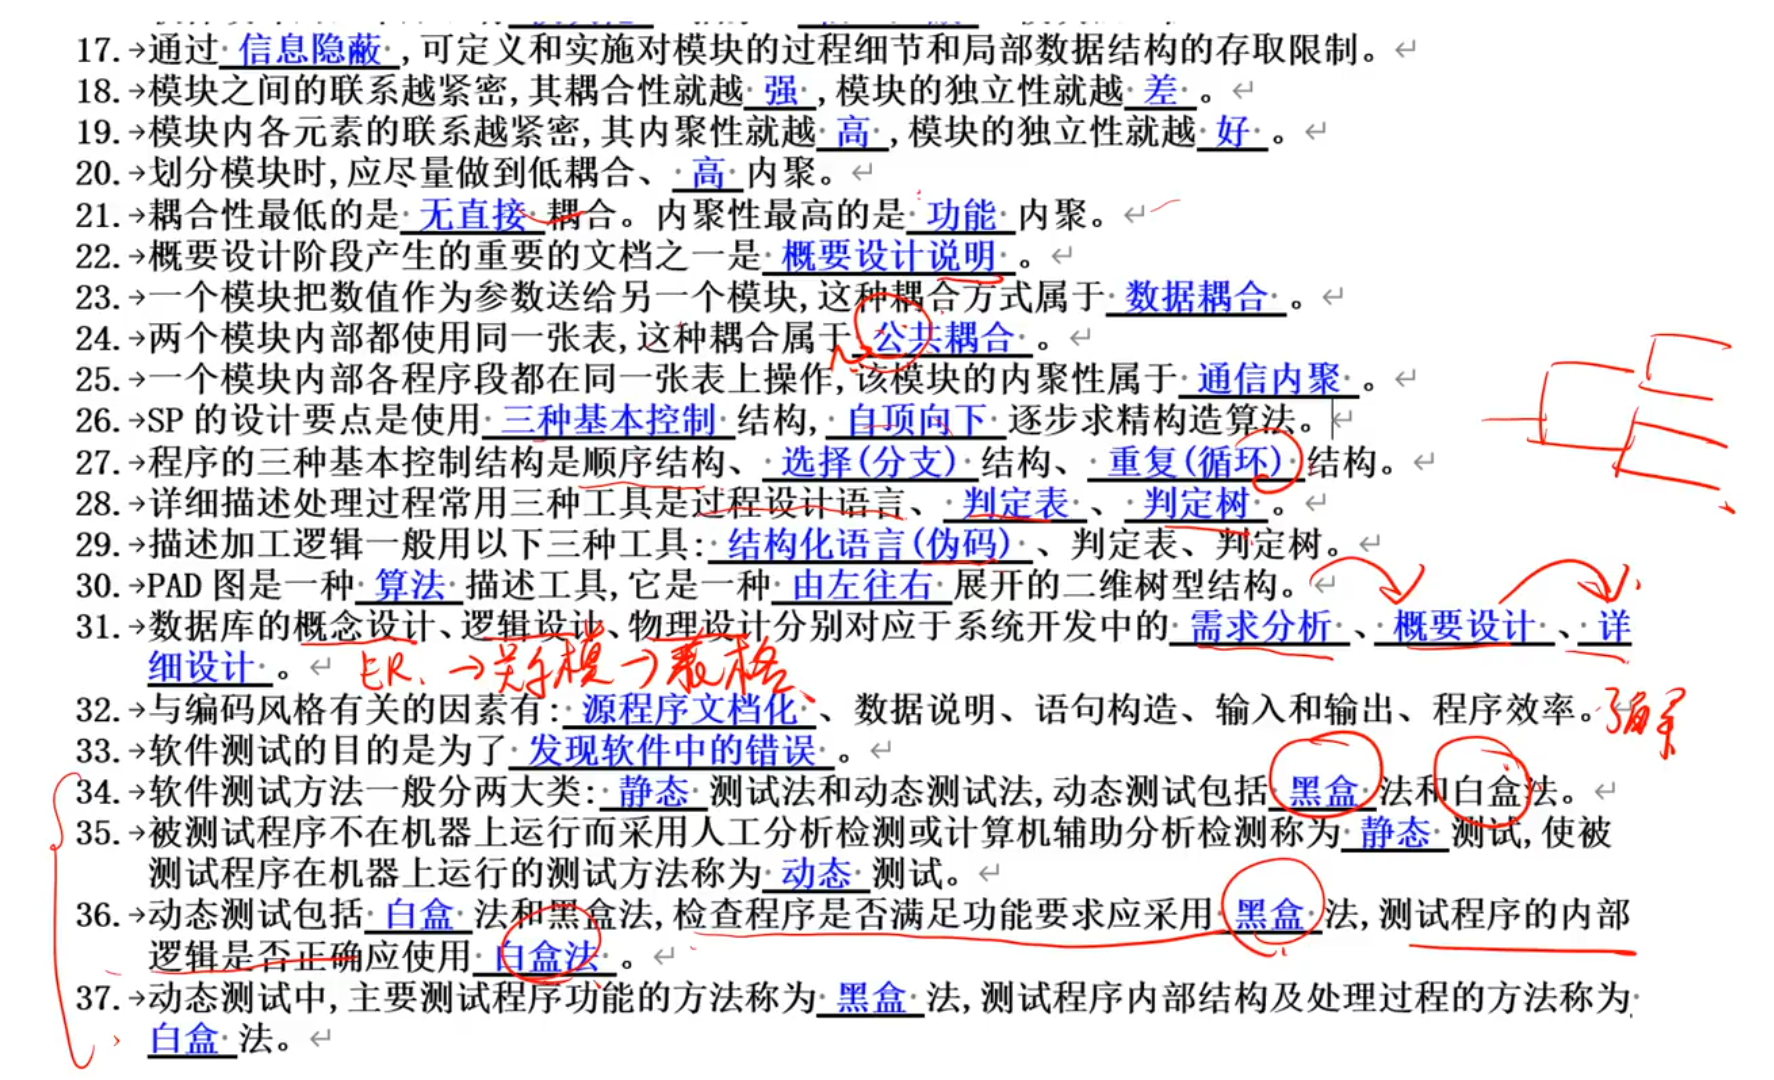 17.→通过 信息隐蔽 ,可定义和实施对模块的过程细节和局部数据结构的存取限制。
18.→模块之间的联系越紧密,其耦合性就越 强 ,模块的独立性就越 差 。
19.→模块内各元素的联系越紧密,其内聚性就越 高 ,模块的独立性就越 好 。
20.→划分模块时,应尽量做到低耦合、 高 内聚。
21.→耦合性最低的是 无直接 耦合。内聚性最高的是 功能 内聚。
22.→概要设计阶段产生的重要的文档之一是 概要设计说明 。
23.→一个模块把数值作为参数送给另一个模块,这种耦合方式属于 数据耦合 。
24.→两个模块内部都使用同一张表,这种耦合属于 公共耦合 。
25.→一个模块内部各程序段都在同一张表上操作,该模块的内聚性属于 通信内聚 。
26.→SP 的设计要点是使用 三种基本控制 结构, 自顶向下 逐步求精构造算法。
27.→程序的三种基本控制结构是顺序结构、 选择(分支) 结构、 重复(循环) 结构。
28.→详细描述处理过程常用三种工具是过程设计语言、 判定表 、 判定树 。
29.→描述加工逻辑一般用以下三种工具: 结构化语言(伪码) 、判定表、判定树。
30.→PAD 图是一种 算法 描述工具,它是一种 由左往右 展开的二维树型结构。
31.→数据库的概念设计、逻辑设计、物理设计分别对应于系统开发中的 需求分析 、 概要设计 、 详
细设计 。
ER. →关系模→表格
32.→与编码风格有关的因素有: 源程序文档化 、数据说明、语句构造、输入和输出、程序效率。
了解
33.→软件测试的目的是为了 发现软件中的错误 。
34.→软件测试方法一般分两大类: 静态 测试法和动态测试法,动态测试包括 黑盒 法和白盒法。
35.→被测试程序不在机器上运行而采用人工分析检测或计算机辅助分析检测称为 静态 测试,使被
测试程序在机器上运行的测试方法称为 动态 测试。
36.→动态测试包括 白盒 法和黑盒法,检查程序是否满足功能要求应采用 黑盒 法,测试程序的内部
逻辑是否正确应使用 白盒法 。
37.→动态测试中,主要测试程序功能的方法称为 黑盒 法,测试程序内部结构及处理过程的方法称为
白盒 法。